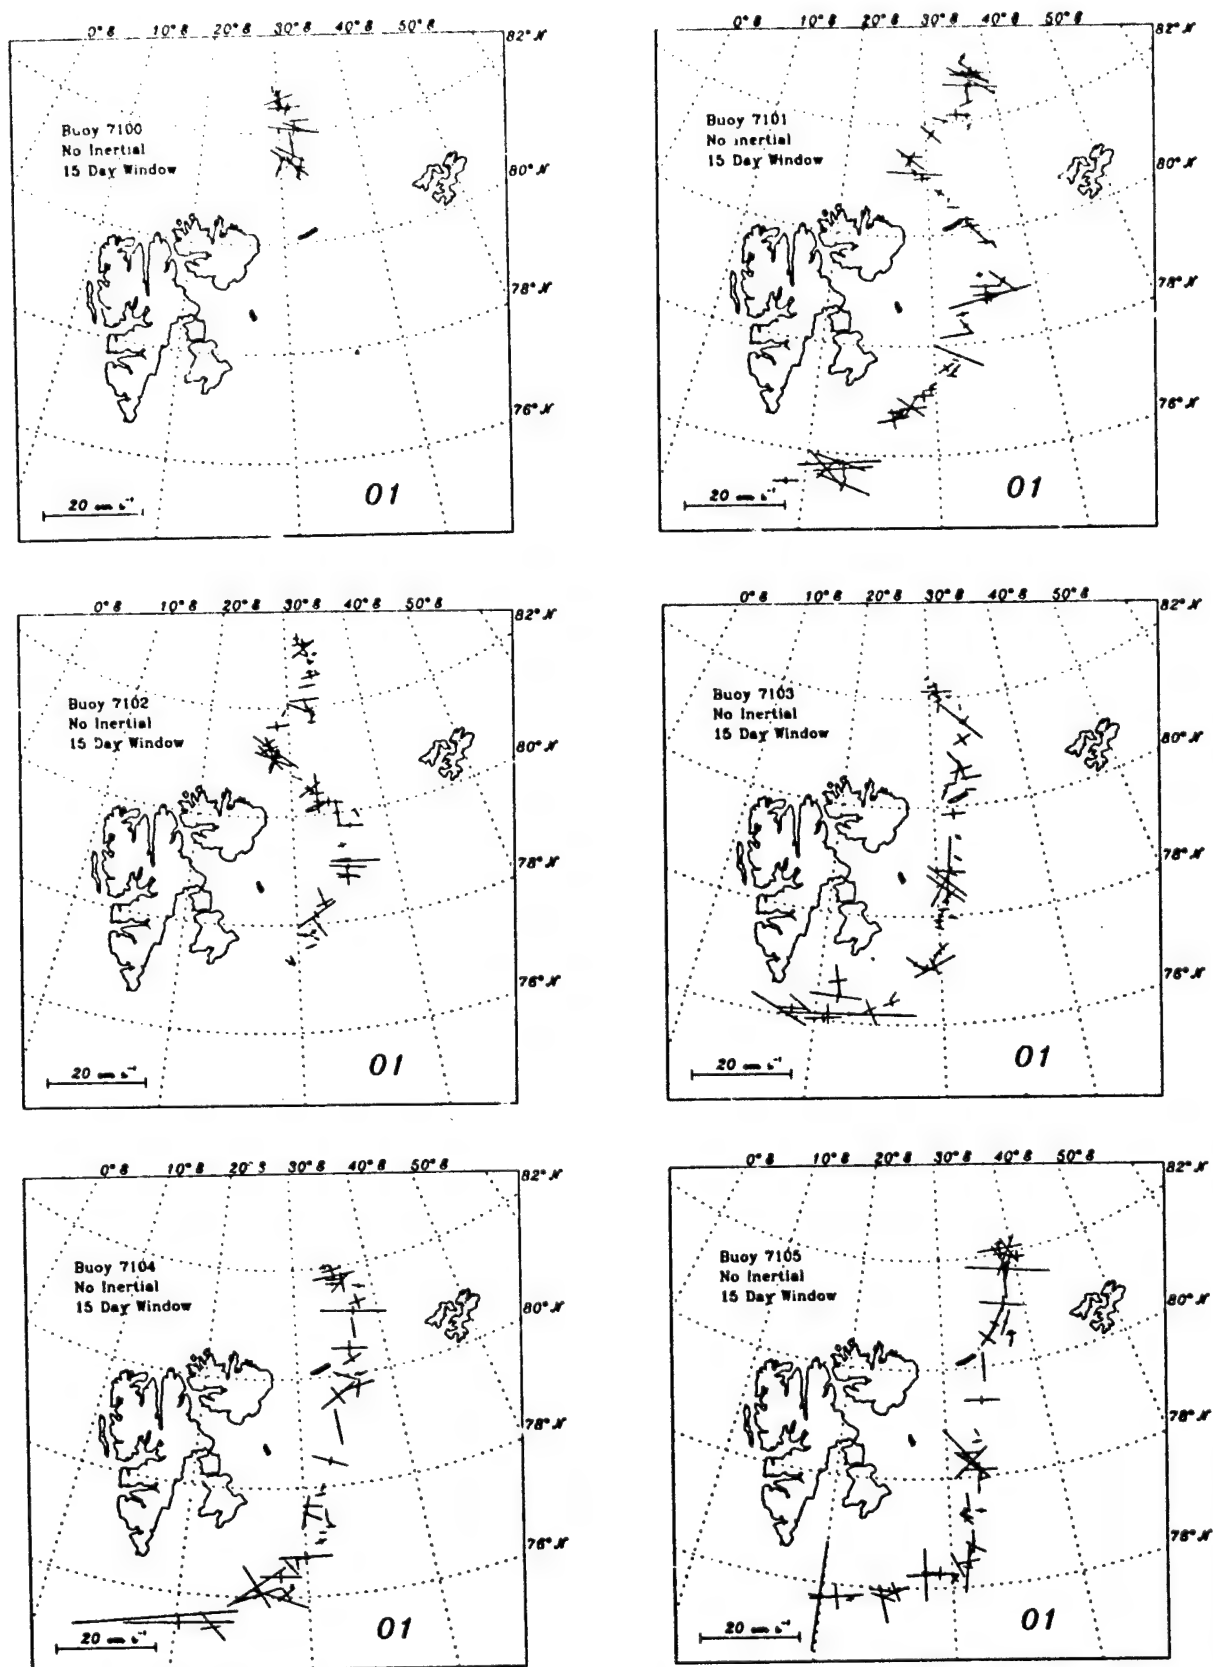 0° E 10° E 20° E 30° E 40° E 50° E
82° N
Buoy 7100
No Inertial
15 Day Window
80° N
78° N
76° N
20 cm s⁻¹
O1
0° E 10° E 20° E 30° E 40° E 50° E
82° N
Buoy 7101
No Inertial
15 Day Window
80° N
78° N
76° N
20 cm s⁻¹
O1
0° E 10° E 20° E 30° E 40° E 50° E
82° N
Buoy 7102
No Inertial
15 Day Window
80° N
78° N
76° N
20 cm s⁻¹
O1
0° E 10° E 20° E 30° E 40° E 50° E
82° N
Buoy 7103
No Inertial
15 Day Window
80° N
78° N
76° N
20 cm s⁻¹
O1
0° E 10° E 20° E 30° E 40° E 50° E
82° N
Buoy 7104
No Inertial
15 Day Window
80° N
78° N
76° N
20 cm s⁻¹
O1
0° E 10° E 20° E 30° E 40° E 50° E
82° N
Buoy 7105
No Inertial
15 Day Window
80° N
78° N
76° N
20 cm s⁻¹
O1